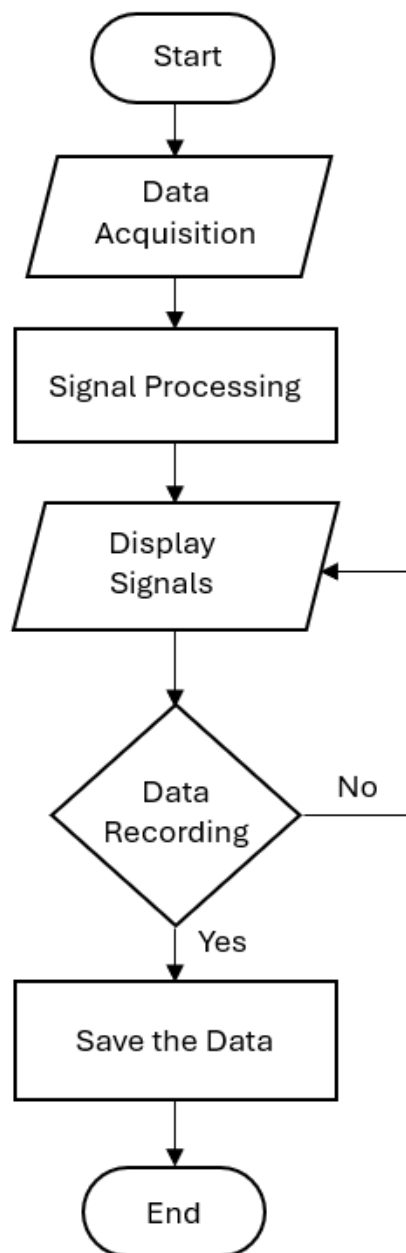 Start
Data
Acquisition
Signal Processing
Display
Signals
Data
Recording
No
Yes
Save the Data
End